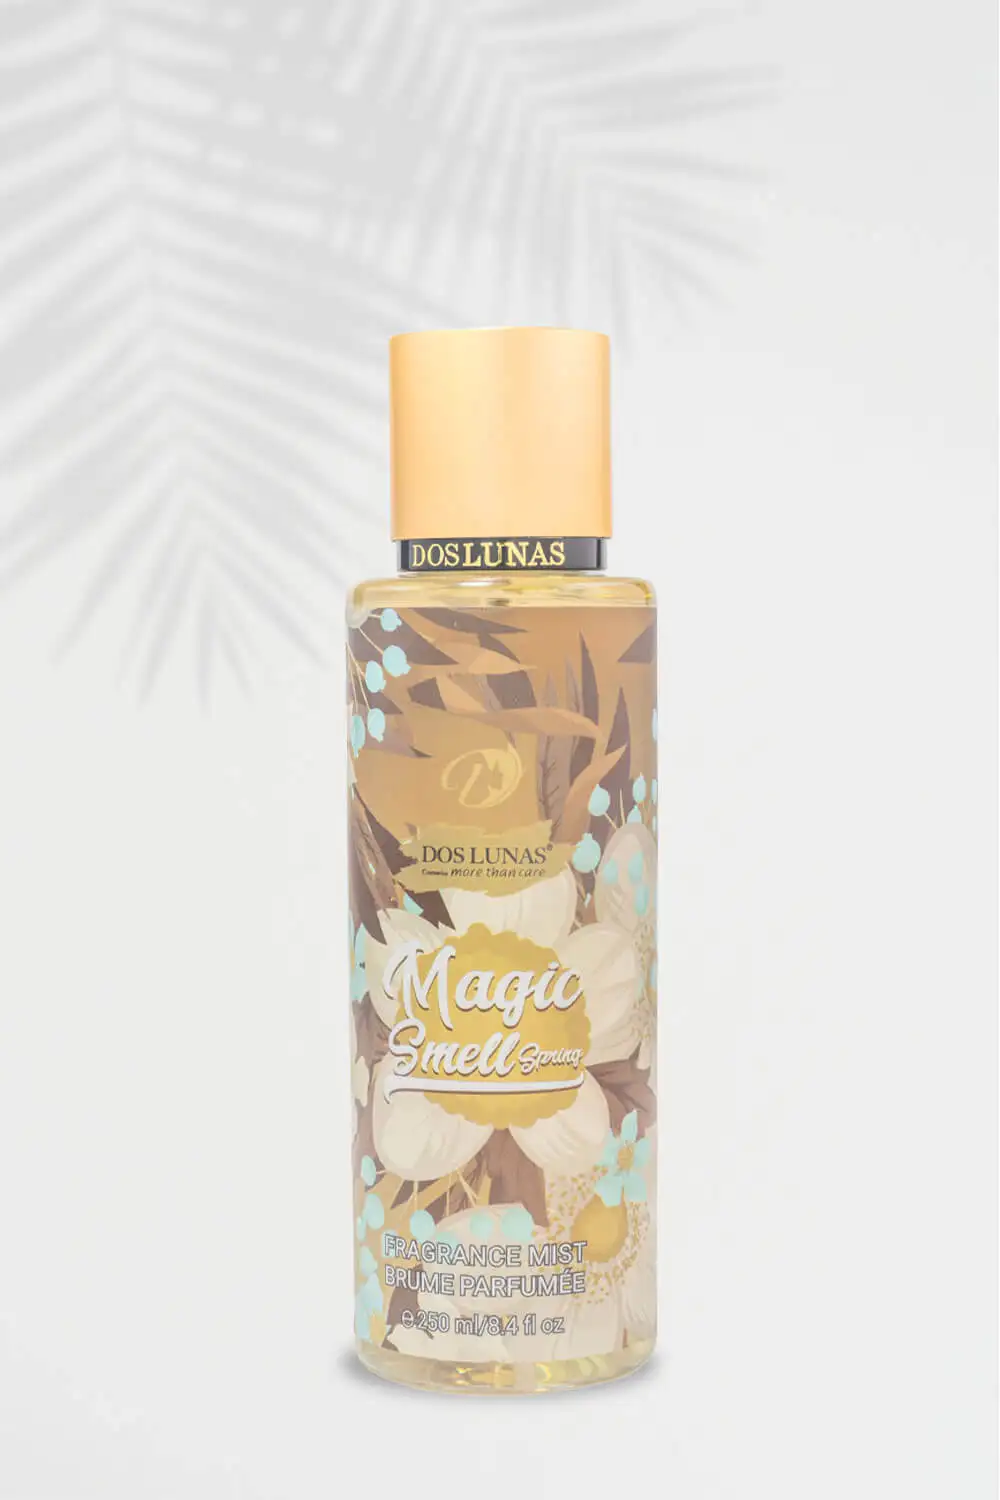 DOSLUNAS
DOS LUNAS®
Cosmetics more than care
Magic
Smell Spring
FRAGRANCE MIST
BRUME PARFUMÉE
℮250 ml/8.4 fl oz